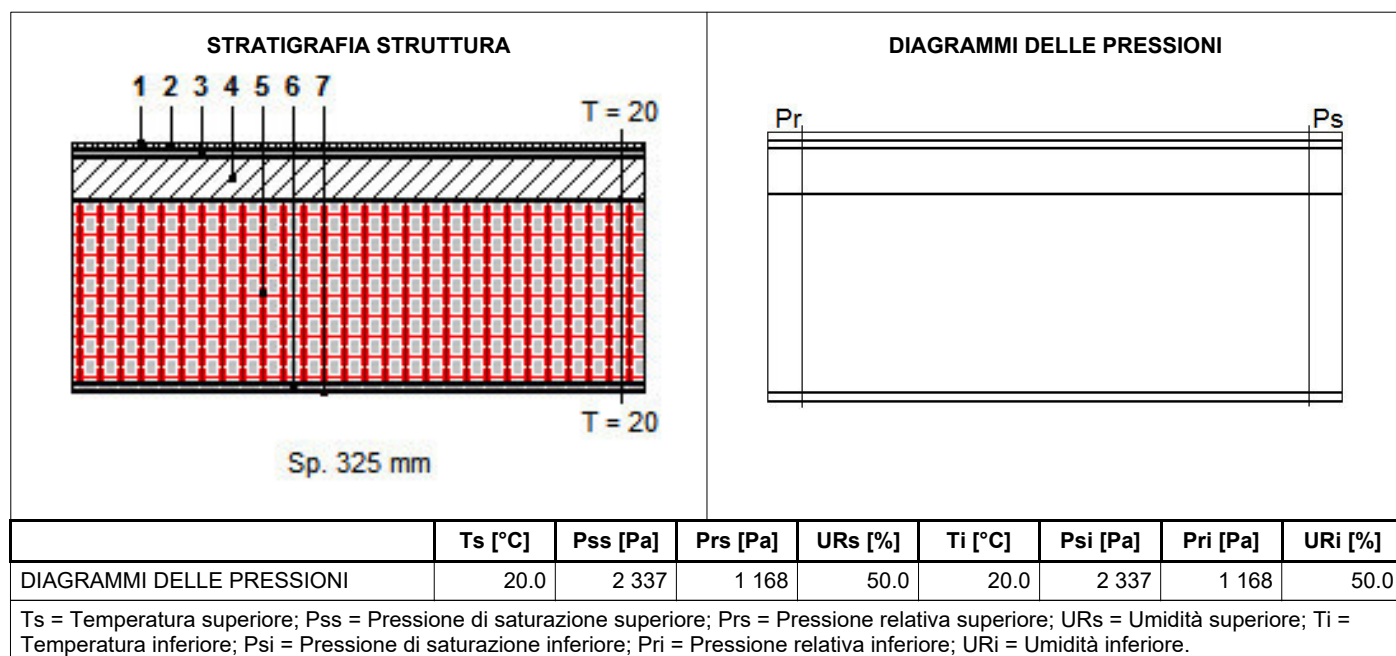 STRATIGRAFIA STRUTTURA
1 2 3 4 5 6 7
T = 20
T = 20
Sp. 325 mm
DIAGRAMMI DELLE PRESSIONI
Pr Ps
Ts [°C] Pss [Pa] Prs [Pa] URs [%] Ti [°C] Psi [Pa] Pri [Pa] URi [%]
DIAGRAMMI DELLE PRESSIONI 20.0 2 337 1 168 50.0 20.0 2 337 1 168 50.0
Ts = Temperatura superiore; Pss = Pressione di saturazione superiore; Prs = Pressione relativa superiore; URs = Umidità superiore; Ti =
Temperatura inferiore; Psi = Pressione di saturazione inferiore; Pri = Pressione relativa inferiore; URi = Umidità inferiore.